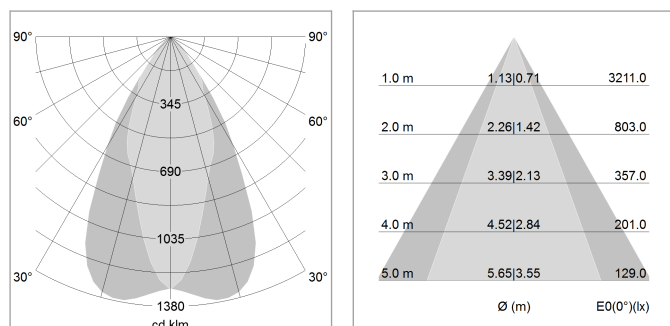 90° 90°
345
60° 60°
690
1035
30° 30°
1380
cd klm
1.0 m 1.13|0.71 3211.0
2.0 m 2.26|1.42 803.0
3.0 m 3.39|2.13 357.0
4.0 m 4.52|2.84 201.0
5.0 m 5.65|3.55 129.0
Ø (m) E0(0°)(lx)